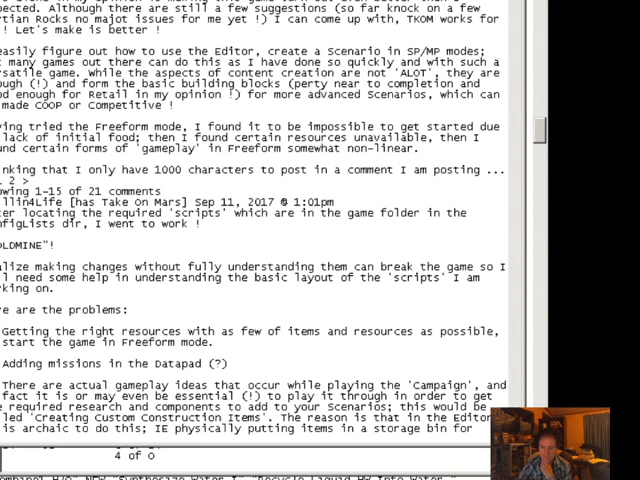 pected. Although there are still a few suggestions (so far knock on a few
rtian Rocks no major issues for me yet !) I can come up with, TKOM works for
! Let's make is better !
easily figure out how to use the Editor, create a Scenario in SP/MP modes;
t many games out there can do this as I have done so quickly and with such a
rsatile game. While the aspects of content creation are not 'ALOT', they are
ough (!) and form the basic building blocks (perty near to completion and
od enough for Retail in my opinion !) for more advanced Scenarios, which can
made COOP or Competitive !
ving tried the Freeform mode, I found it to be impossible to get started due
lack of initial food; then I found certain resources unavailable, then I
und certain forms of 'gameplay' in Freeform somewhat non-linear.
inking that I only have 1000 characters to post in a comment I am posting ...
2 >
owing 1-15 of 21 comments
llin4Life [has Take On Mars] Sep 11, 2017 @ 1:01pm
ter locating the required 'scripts' which are in the game folder in the
nfigLists dir, I went to work !
OLDMINE"!
alize making changes without fully understanding them can break the game so I
l need some help in understanding the basic layout of the 'scripts' I am
rking on.
re are the problems:
Getting the right resources with as few of items and resources as possible,
start the game in Freeform mode.
Adding missions in the Datapad (?)
There are actual gameplay ideas that occur while playing the 'Campaign', and
fact it is or may even be essential (!) to play it through in order to get
e required research and components to add to your Scenarios; this would be
led 'Creating Custom Construction Items'. The reason is that in the Editor
is archaic to do this; IE physically putting items in a storage bin for
4 of 0